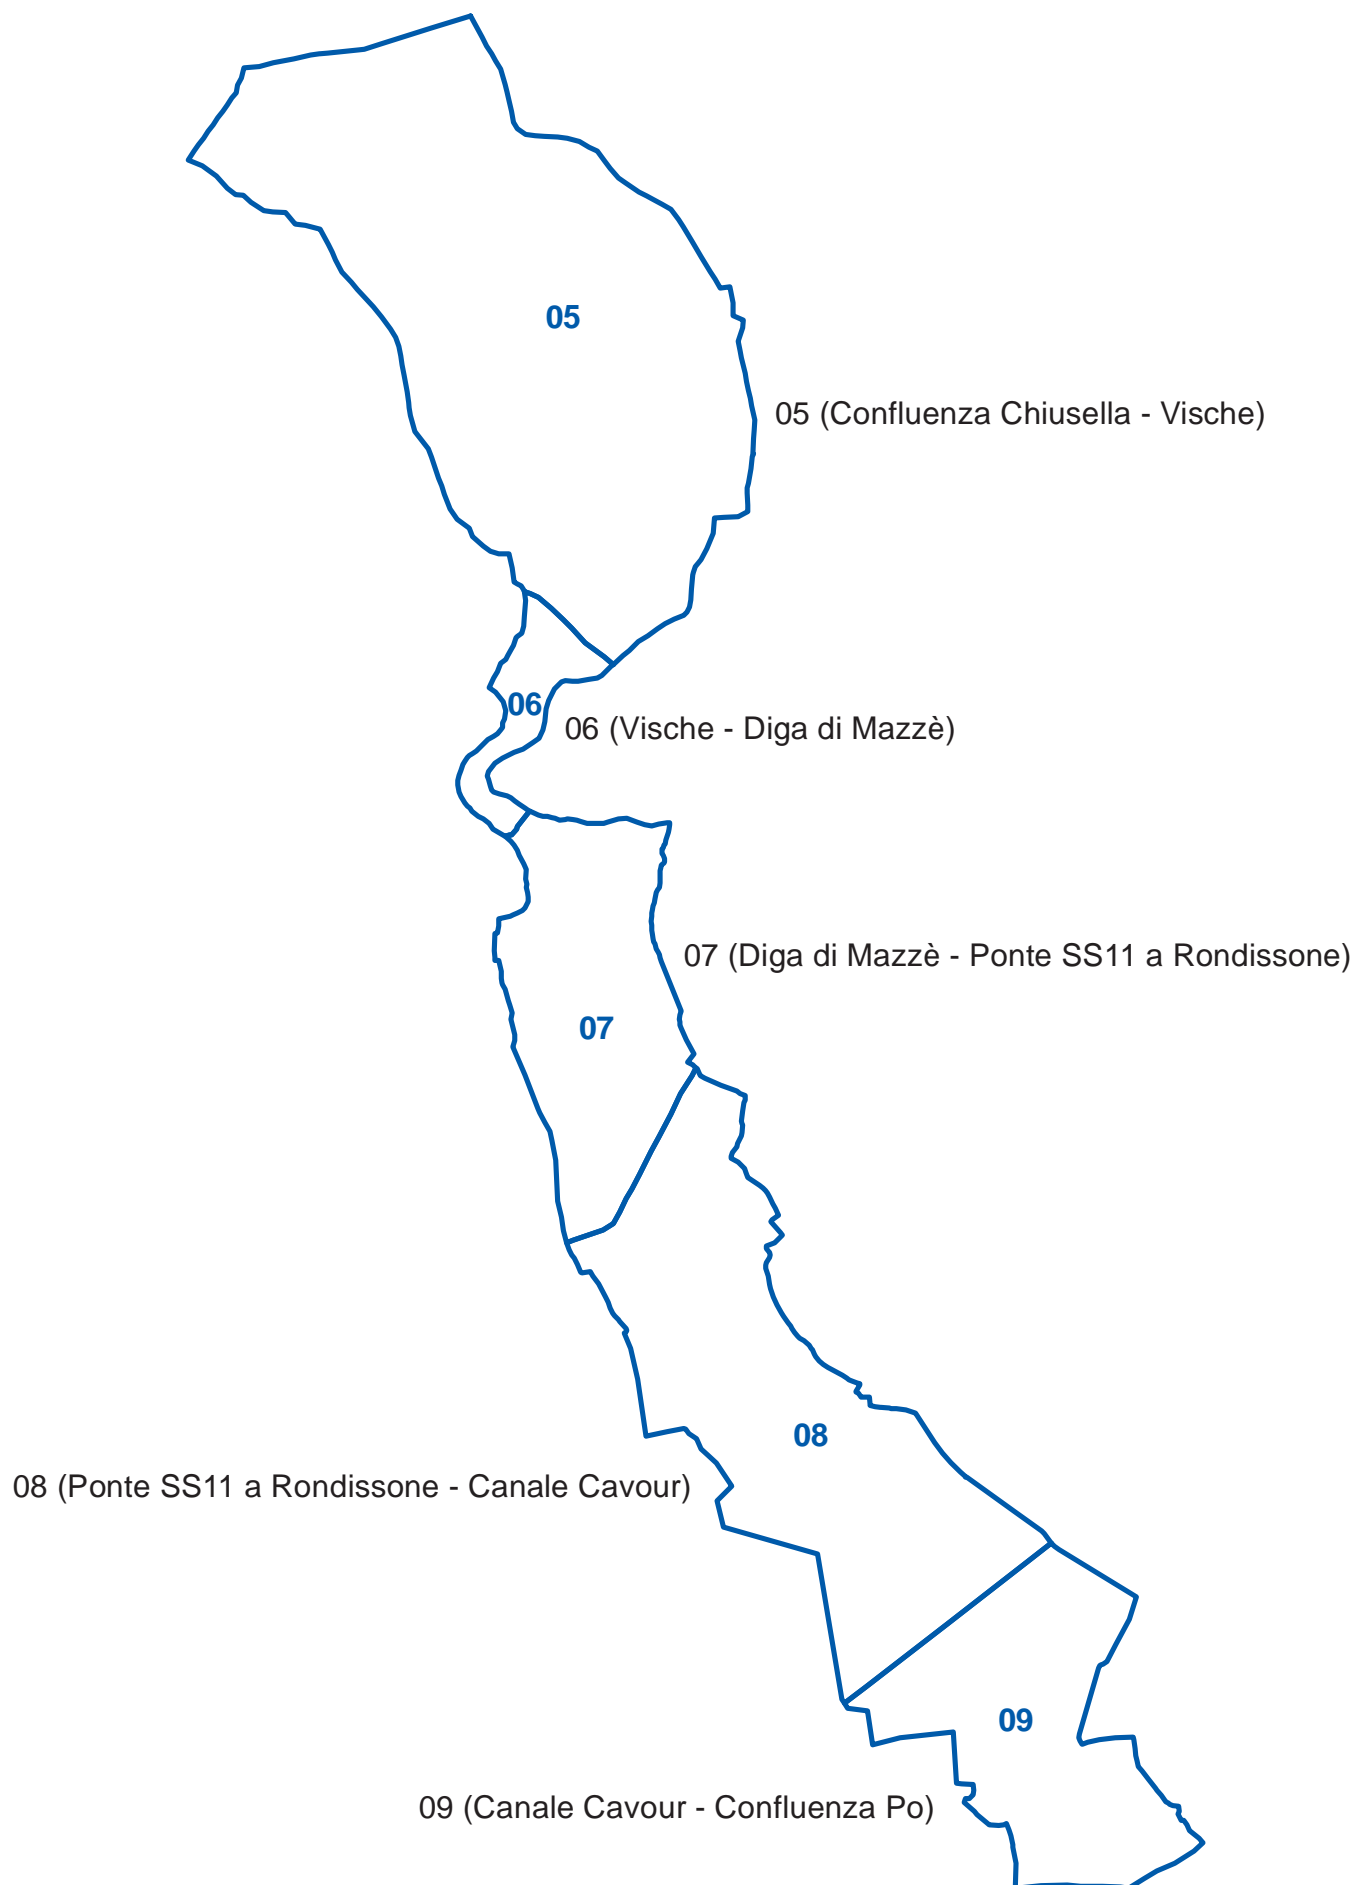 05
05 (Confluenza Chiusella - Vische)
06
06 (Vische - Diga di Mazzè)
07 (Diga di Mazzè - Ponte SS11 a Rondissone)
07
08
08 (Ponte SS11 a Rondissone - Canale Cavour)
09
09 (Canale Cavour - Confluenza Po)